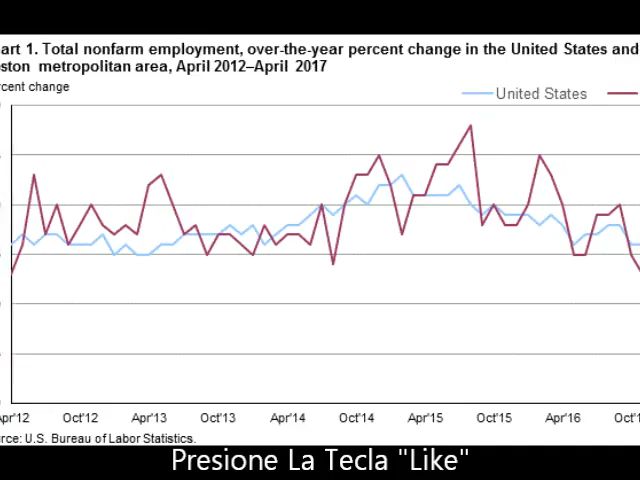 art 1. Total nonfarm employment, over-the-year percent change in the United States and
ston metropolitan area, April 2012–April 2017
rcent change
United States
Apr'12 Oct'12 Apr'13 Oct'13 Apr'14 Oct'14 Apr'15 Oct'15 Apr'16 Oct'1
rce: U.S. Bureau of Labor Statistics.
Presione La Tecla "Like"